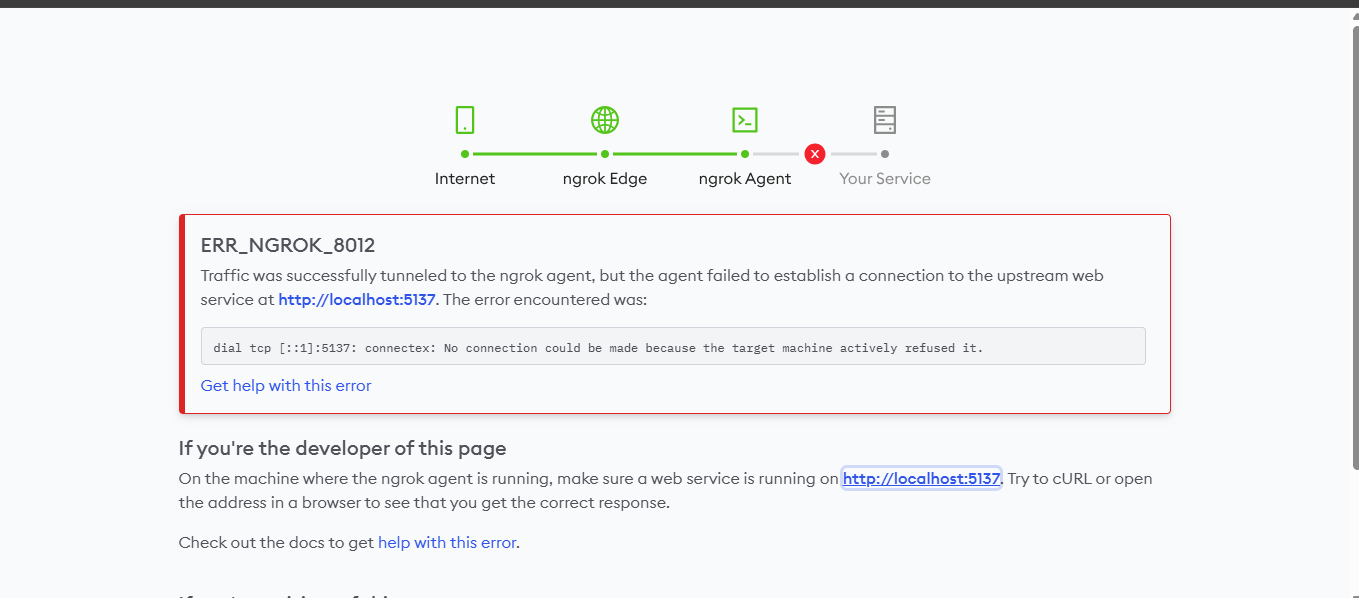 Internet
ngrok Edge
ngrok Agent
Your Service
ERR_NGROK_8012
Traffic was successfully tunneled to the ngrok agent, but the agent failed to establish a connection to the upstream web
service at http://localhost:5137. The error encountered was:
dial tcp [::1]:5137: connectex: No connection could be made because the target machine actively refused it.
Get help with this error
If you're the developer of this page
On the machine where the ngrok agent is running, make sure a web service is running on http://localhost:5137. Try to cURL or open
the address in a browser to see that you get the correct response.
Check out the docs to get help with this error.